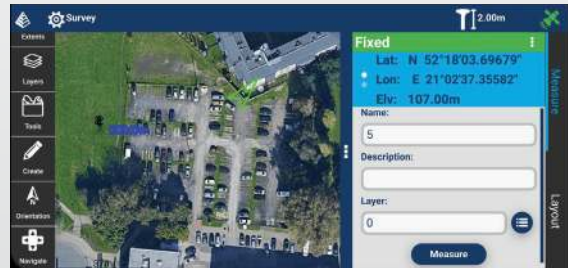 Survey
2.00m
Extents
Layers
Tools
Create
Orientation
Navigate
Fixed
Lat: N 52°18'03.69679"
Lon: E 21°02'37.35582"
Elv: 107.00m
Name:
5
Description:
Layer:
0
Measure
Measure
Layout